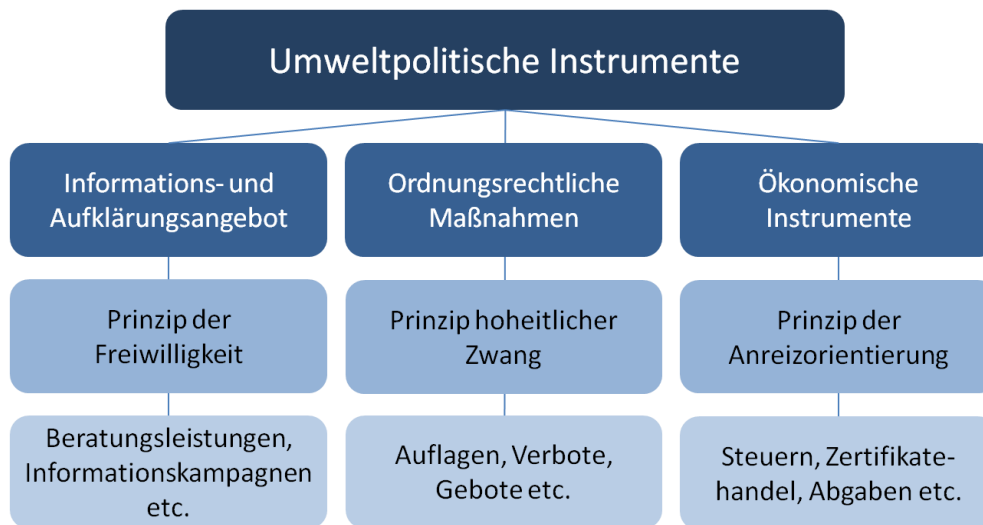 Umweltpolitische Instrumente
Informations- und
Aufklärungsangebot
Ordnungsrechtliche
Maßnahmen
Ökonomische
Instrumente
Prinzip der
Freiwilligkeit
Prinzip hoheitlicher
Zwang
Prinzip der
Anreizorientierung
Beratungsleistungen,
Informationskampagnen
etc.
Auflagen, Verbote,
Gebote etc.
Steuern, Zertifikate-
handel, Abgaben etc.